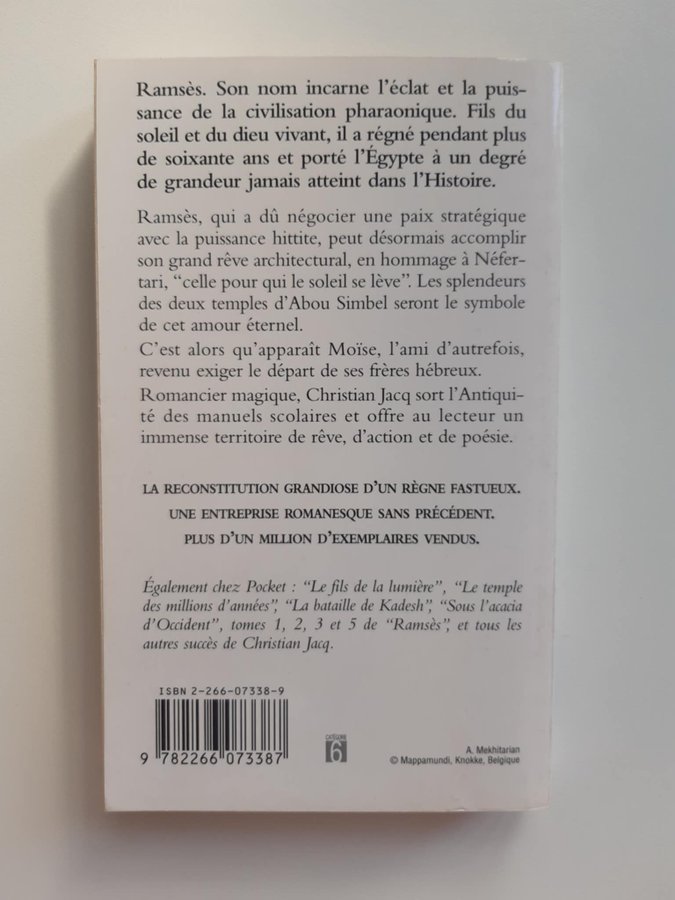 Ramsès. Son nom incarne l'éclat et la puis-
sance de la civilisation pharaonique. Fils du
soleil et du dieu vivant, il a régné pendant plus
de soixante ans et porté l'Égypte à un degré
de grandeur jamais atteint dans l'Histoire.
Ramsès, qui a dû négocier une paix stratégique
avec la puissance hittite, peut désormais accomplir
son grand rêve architectural, en hommage à Néfer-
tari, “celle pour qui le soleil se lève”. Les splendeurs
des deux temples d'Abou Simbel seront le symbole
de cet amour éternel.
C'est alors qu'apparaît Moïse, l'ami d'autrefois,
revenu exiger le départ de ses frères hébreux.
Romancier magique, Christian Jacq sort l'Antiqui-
té des manuels scolaires et offre au lecteur un
immense territoire de rêve, d'action et de poésie.
LA RECONSTITUTION GRANDIOSE D'UN RÈGNE FASTUEUX.
UNE ENTREPRISE ROMANESQUE SANS PRÉCÉDENT.
PLUS D'UN MILLION D'EXEMPLAIRES VENDUS.
Également chez Pocket : “Le fils de la lumière”, “Le temple
des millions d'années”, “La bataille de Kadesh”, “Sous l'acacia
d'Occident”, tomes 1, 2, 3 et 5 de “Ramsès”, et tous les
autres succès de Christian Jacq.
ISBN 2-266-07338-9
9 782266 073387
CATÉGORIE
6
A. Mekhitarian
© Mappamundi, Knokke, Belgique